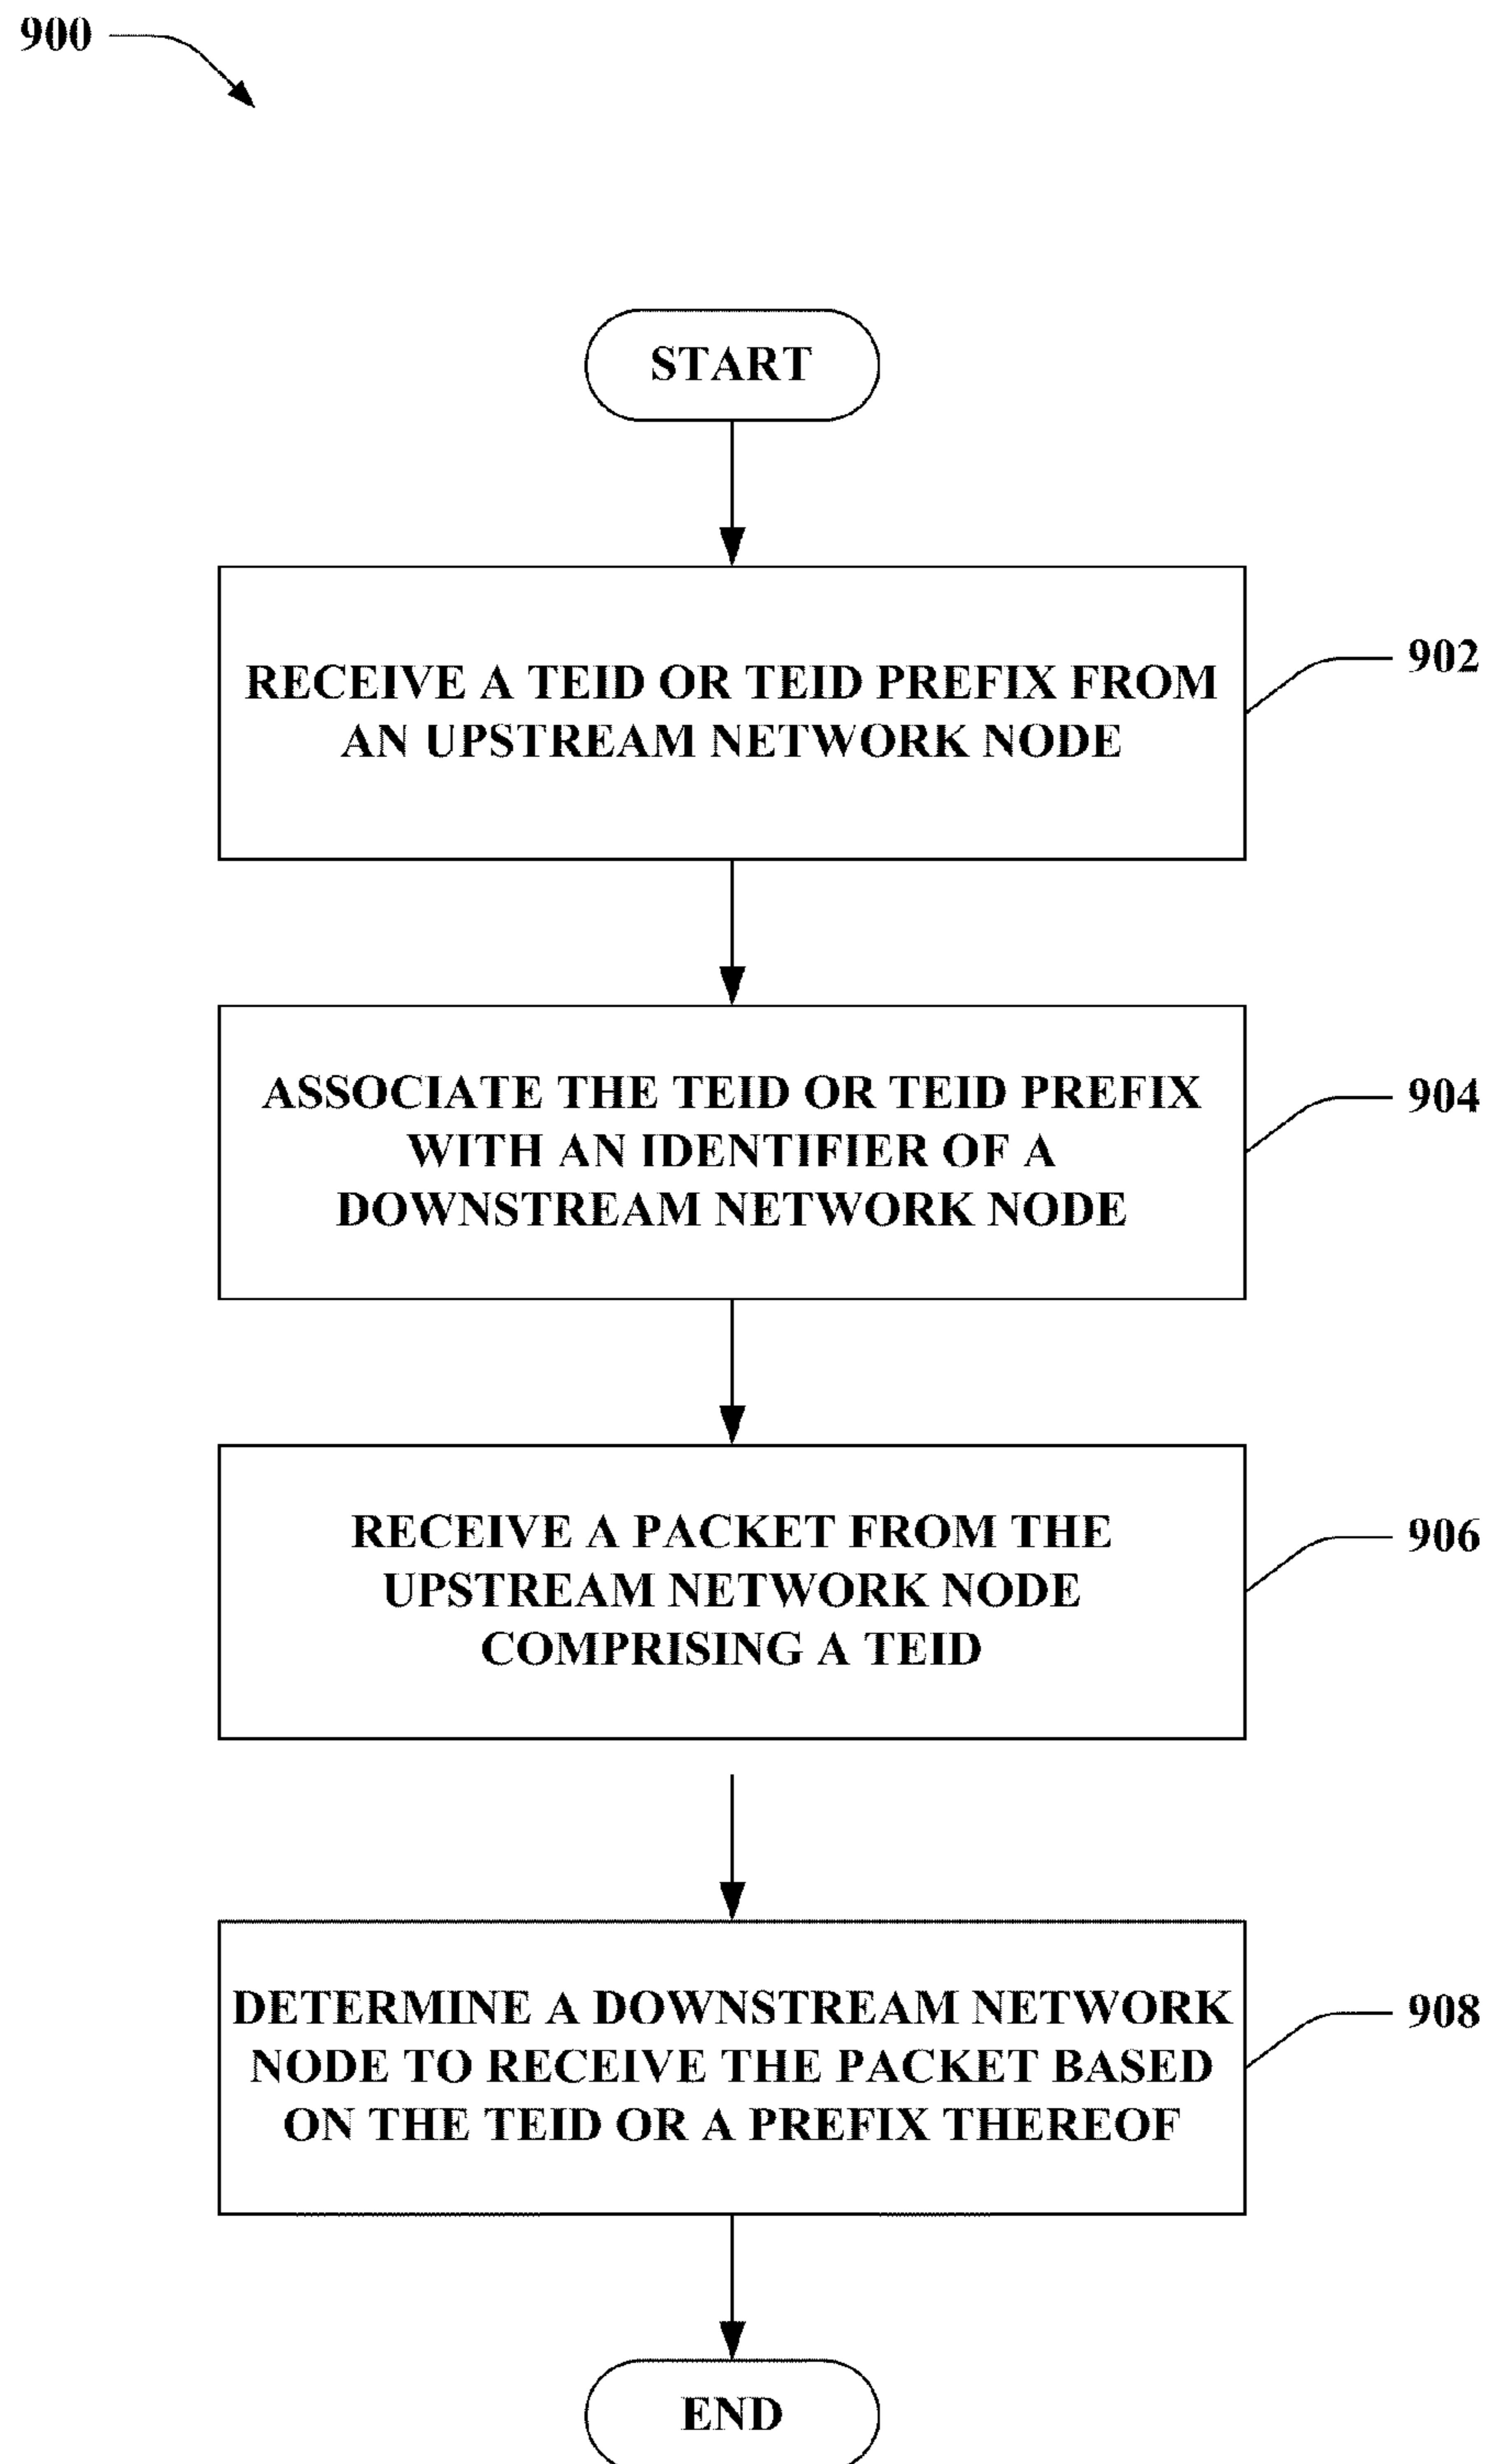 900
START
RECEIVE A TEID OR TEID PREFIX FROM
AN UPSTREAM NETWORK NODE
902
ASSOCIATE THE TEID OR TEID PREFIX
WITH AN IDENTIFIER OF A
DOWNSTREAM NETWORK NODE
904
RECEIVE A PACKET FROM THE
UPSTREAM NETWORK NODE
COMPRISING A TEID
906
DETERMINE A DOWNSTREAM NETWORK
NODE TO RECEIVE THE PACKET BASED
ON THE TEID OR A PREFIX THEREOF
908
END